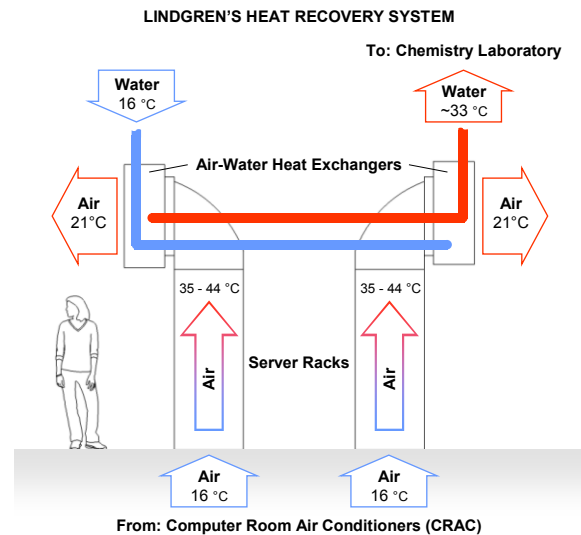 LINDGREN'S HEAT RECOVERY SYSTEM
To: Chemistry Laboratory
Water
16 °C
Water
~33 °C
Air-Water Heat Exchangers
Air
21°C
Air
21°C
35 - 44 °C
35 - 44 °C
Air
Server Racks
Air
Air
16 °C
Air
16 °C
From: Computer Room Air Conditioners (CRAC)